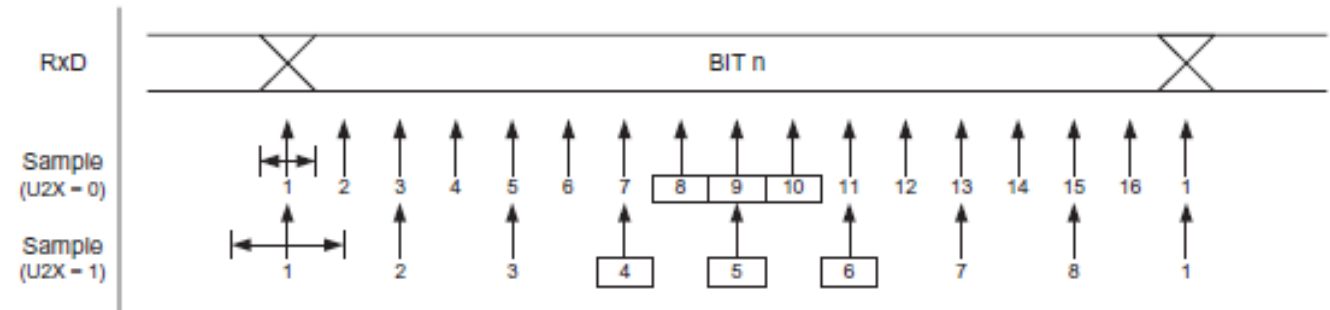 RxD BIT n
Sample
(U2X = 0) 1 2 3 4 5 6 7 8 9 10 11 12 13 14 15 16 1
Sample
(U2X = 1) 1 2 3 4 5 6 7 8 1